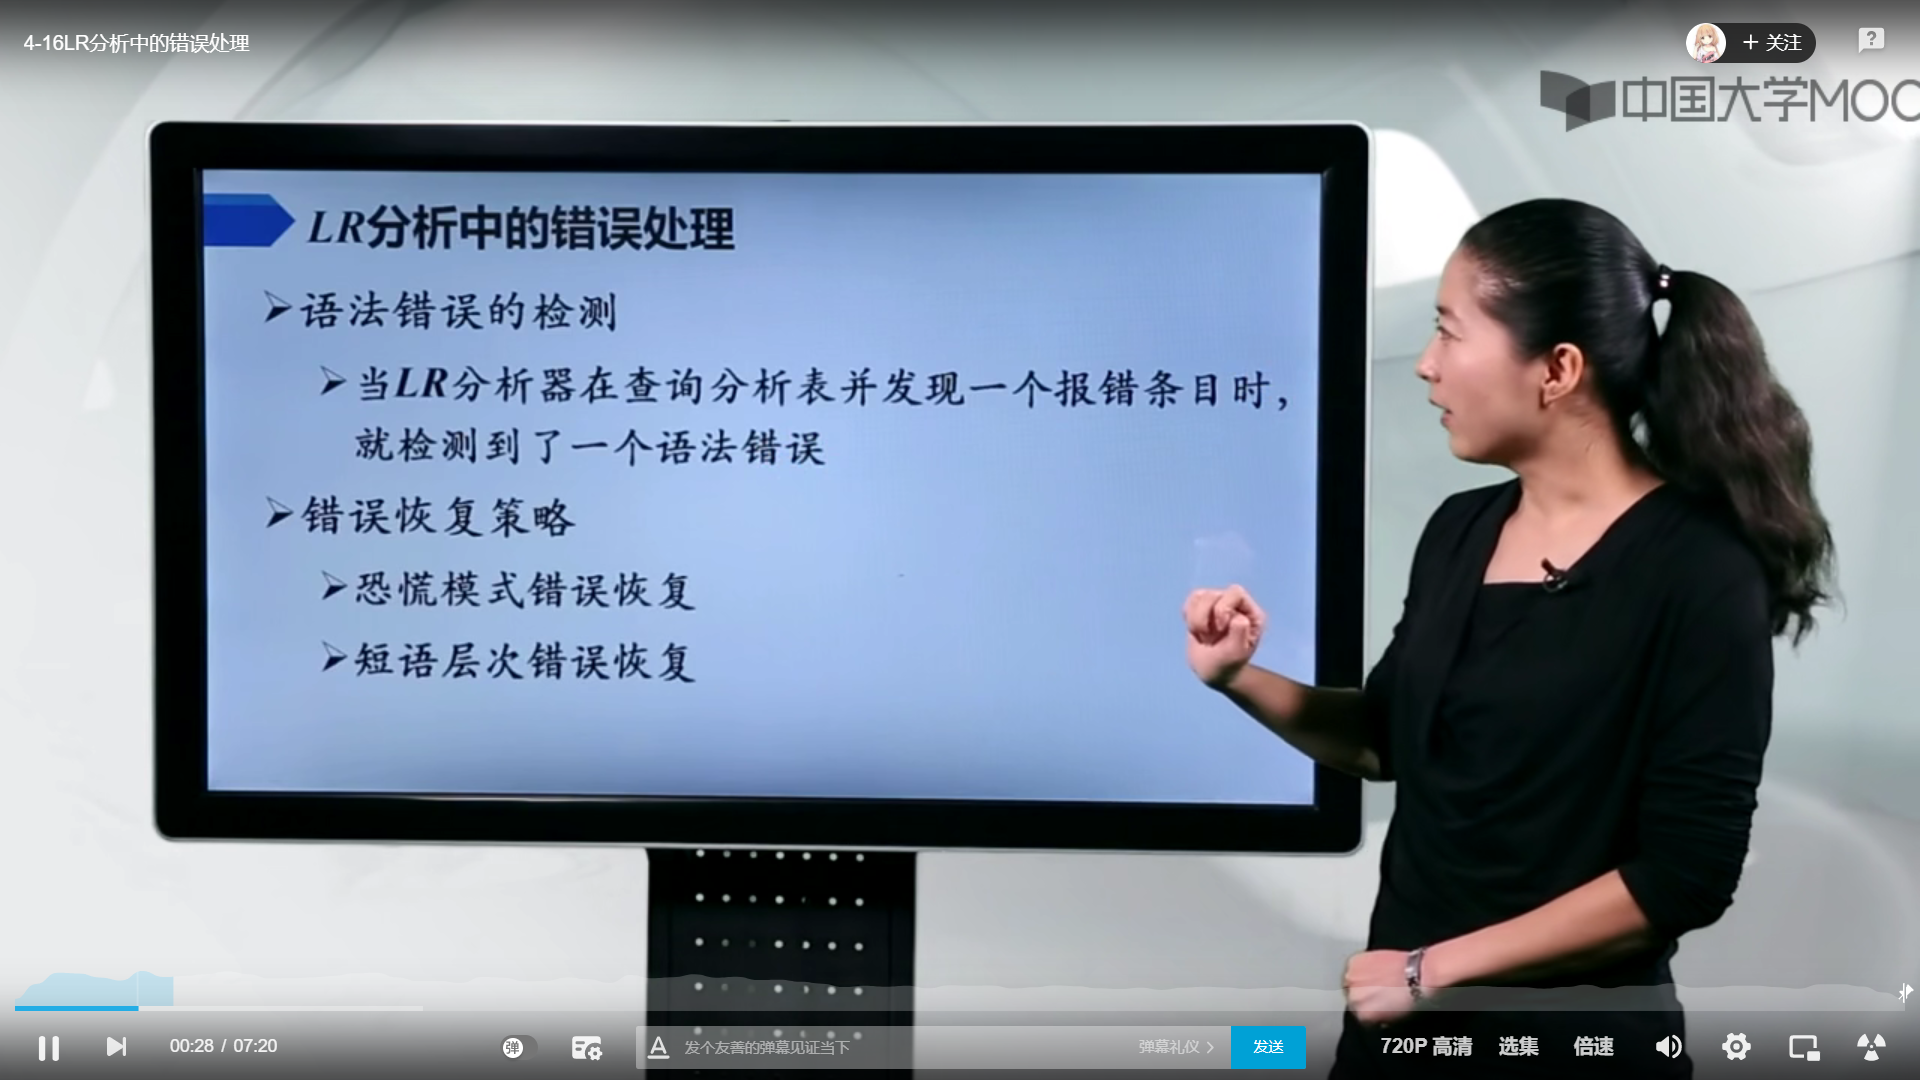 4-16LR分析中的错误处理
+ 关注
中国大学MOO
LR分析中的错误处理
语法错误的检测
当LR分析器在查询分析表并发现一个报错条目时，
就检测到了一个语法错误
错误恢复策略
恐慌模式错误恢复
短语层次错误恢复
00:28 / 07:20
弹
A 发个友善的弹幕见证当下
弹幕礼仪 >
发送
720P 高清
选集
倍速